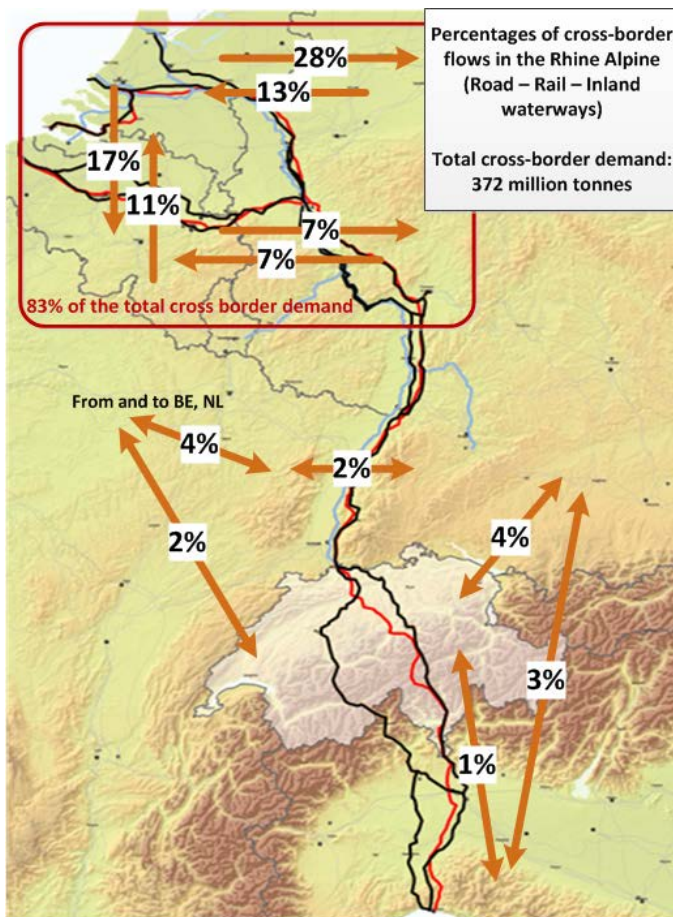 Percentages of cross-border
flows in the Rhine Alpine
(Road – Rail – Inland
waterways)
Total cross-border demand:
372 million tonnes
28%
13%
17%
11%
7%
7%
83% of the total cross border demand
From and to BE, NL
4%
2%
2%
4%
3%
1%